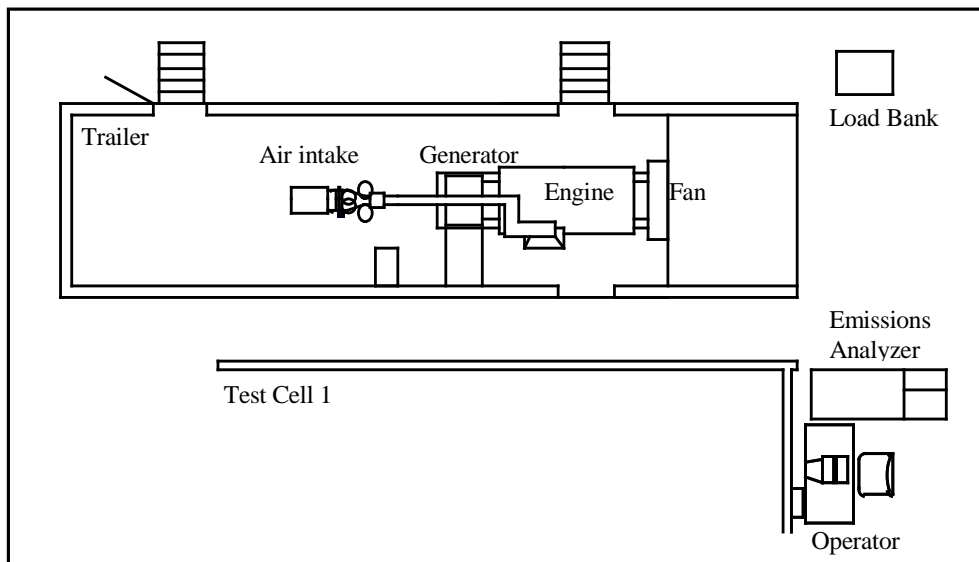 Load Bank
Trailer
Air intake
Generator
Engine
Fan
Emissions
Analyzer
Test Cell 1
Operator